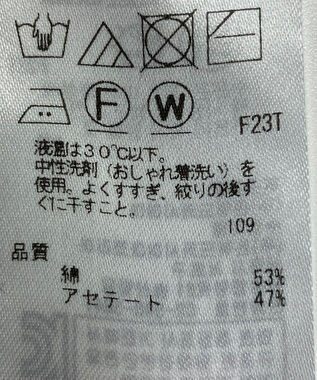 F W
F23T
液温は30℃以下。
中性洗剤(おしゃれ着洗い)を
使用。よくすすぎ、絞りの後す
ぐに干すこと。
109
品質
綿 53%
アセテート 47%